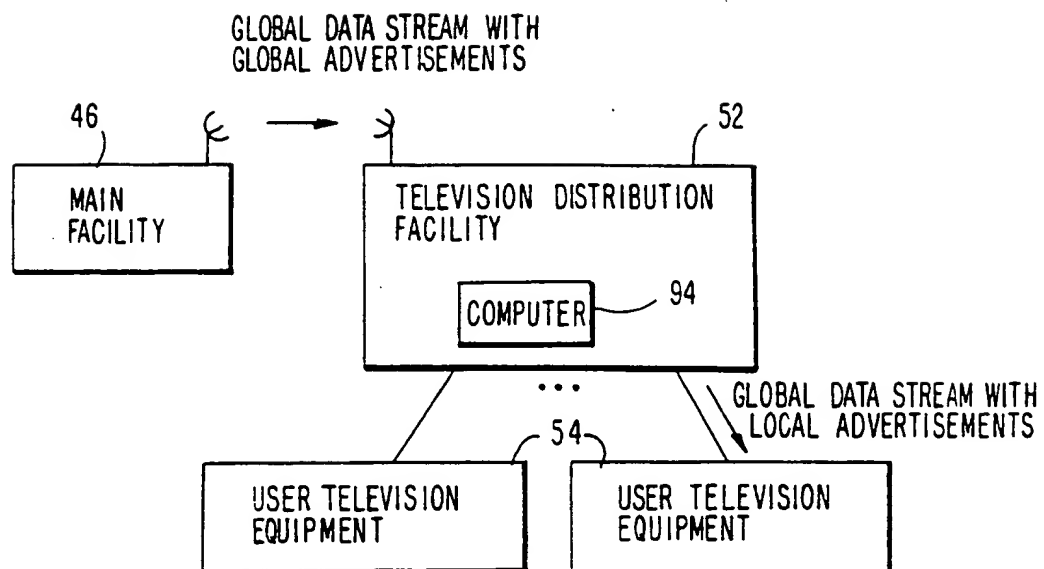 GLOBAL DATA STREAM WITH
GLOBAL ADVERTISEMENTS
46
52
MAIN
FACILITY
TELEVISION DISTRIBUTION
FACILITY
COMPUTER
94
...
GLOBAL DATA STREAM WITH
LOCAL ADVERTISEMENTS
54
USER TELEVISION
EQUIPMENT
USER TELEVISION
EQUIPMENT